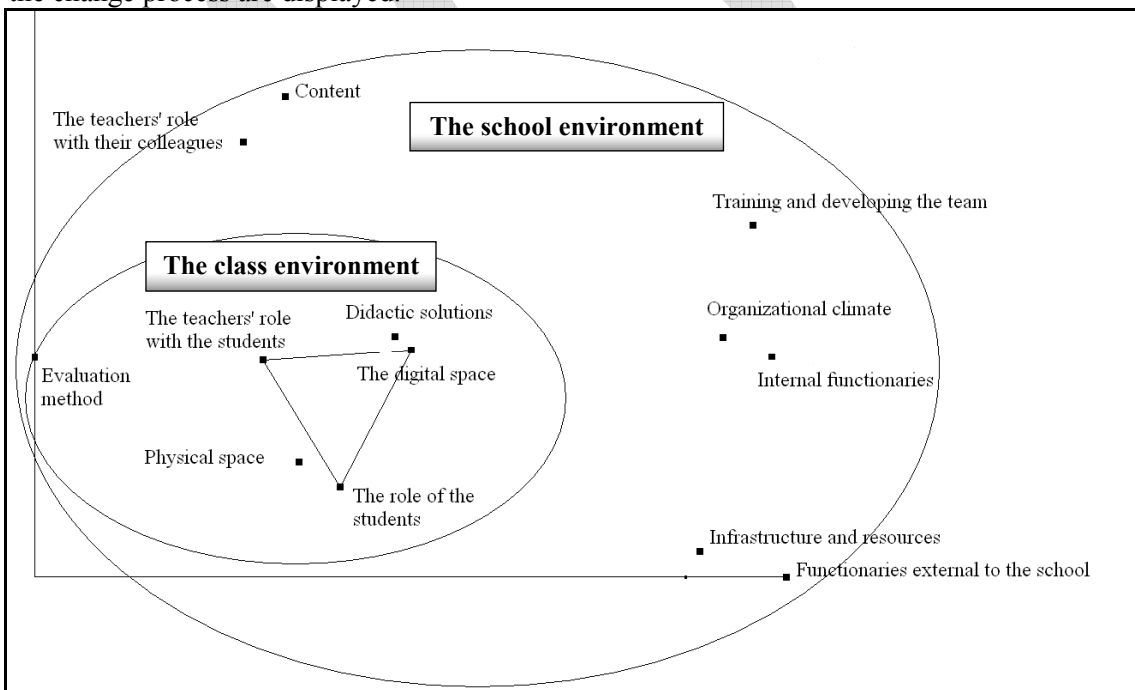 the change process are displayed.
Content
The school environment
The teachers' role
with their colleagues
Training and developing the team
The class environment
Didactic solutions
Organizational climate
The teachers' role
with the students
The digital space
Evaluation
method
Internal functionaries
Physical space
The role of the
students
Infrastructure and resources
Functionaries external to the school